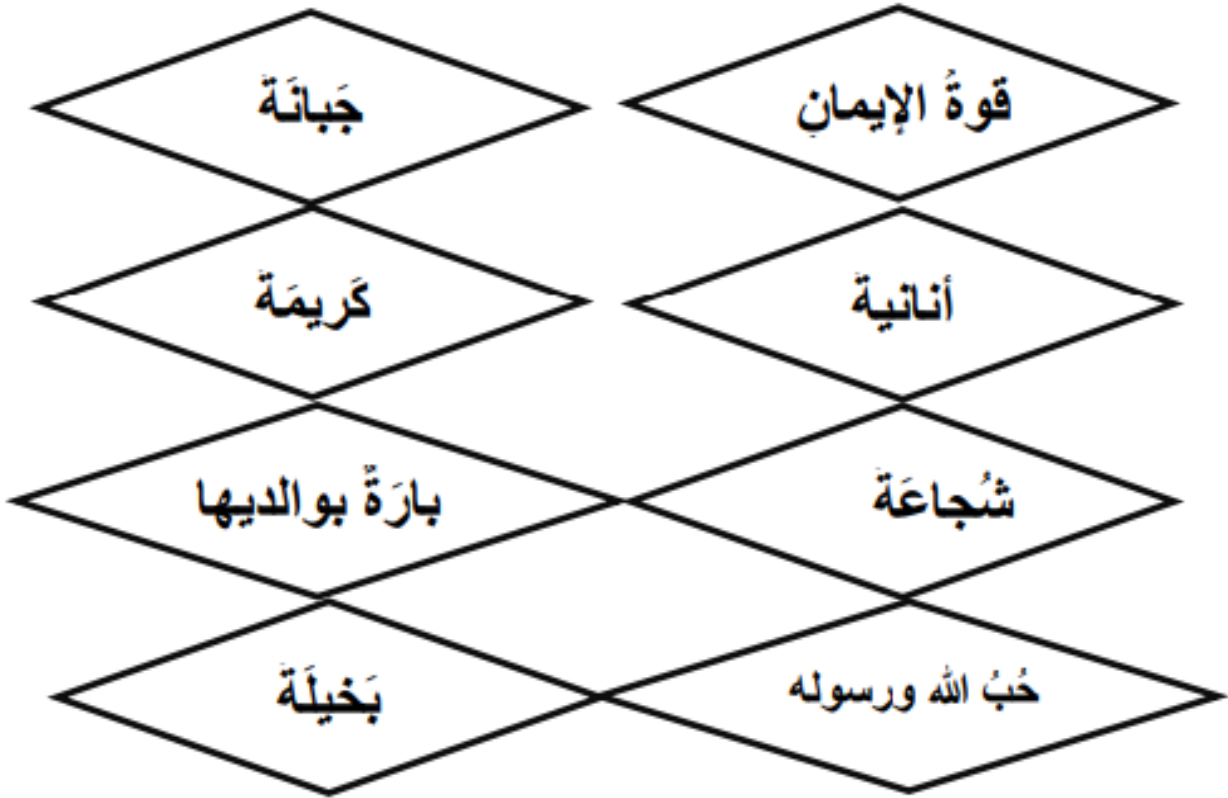 قوةُ الإيمانِ
جَبانَة
أنانية
كَريمَة
شُجاعَة
بارَةٌ بوالديها
حُبُ الله ورسوله
بَخيلَة